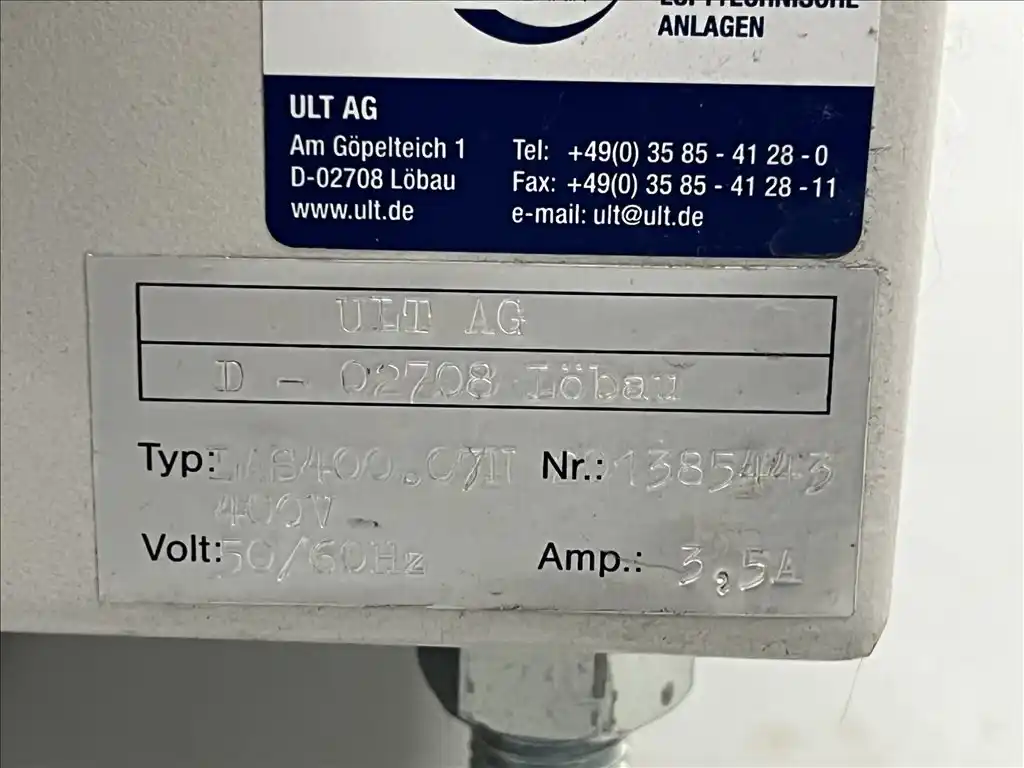 LUFTTECHNISCHE
ANLAGEN
ULT AG
Am Göpelteich 1
D-02708 Löbau
www.ult.de
Tel: +49(0) 35 85 - 41 28 - 0
Fax: +49(0) 35 85 - 41 28 - 11
e-mail: ult@ult.de
ULT AG
D - 02708 Löbau
Typ: Nr.:
400V
Volt: 50/60Hz Amp.: 3,5A